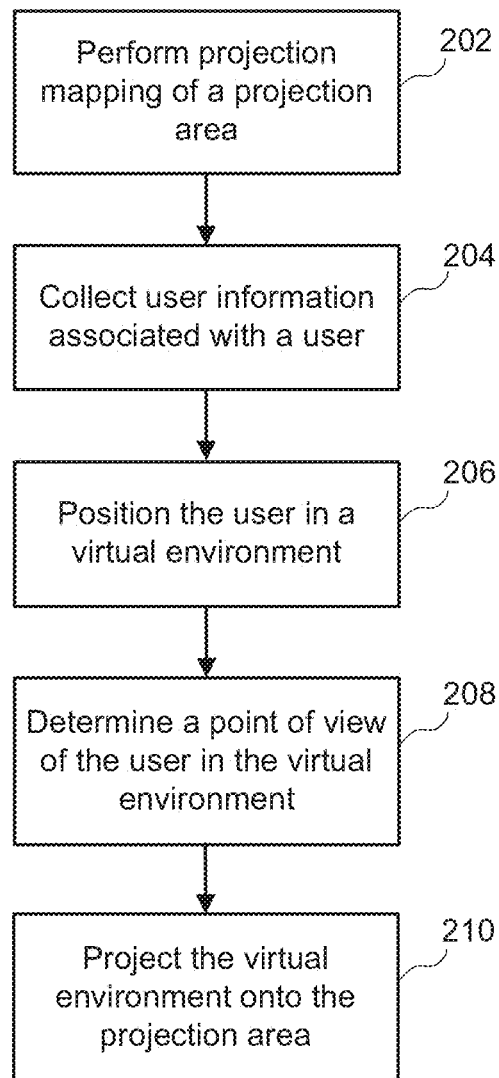 Perform projection
mapping of a projection
area
202
Collect user information
associated with a user
204
Position the user in a
virtual environment
206
Determine a point of view
of the user in the virtual
environment
208
Project the virtual
environment onto the
projection area
210